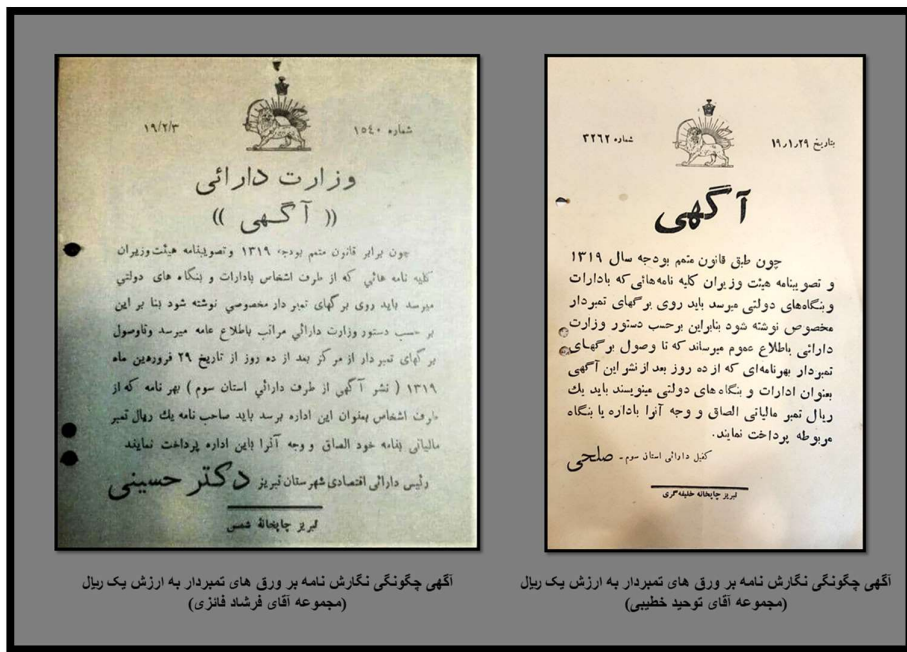 بتاریخ ۱۹ر۱ر۲۹
شماره ۳۲۶۲
آگهی
چون طبق قانون متمم بودجه سال ۱۳۱۹
و تصویبنامه هیئت وزیران کلیه نامه‌هائی که بادارات
و بنگاه‌های دولتی میرسد باید روی برگهای تمبردار
مخصوص نوشته شود بنابراین برحسب دستور وزارت
دارائی باطلاع عموم میرساند که تا وصول برگهای
تمبردار بهرنامه‌ای که از ده روز بعد از نشر این آگهی
بعنوان ادارات و بنگاه های دولتی مینویسند باید یك
ریال تمبر مالیاتی الصاق و وجه آنرا باداره یا بنگاه
مربوطه پرداخت نمایند.
کفیل دارائی استان سوم - صلحی
تبریز چاپخانه خلیفه‌گری
آگهی چگونگی نگارش نامه بر ورق های تمبردار به ارزش یک ریال
(مجموعه آقای توحید خطیبی)
شماره ۱۵٤۰
۱۹/۲/۳
وزارت دارائی
(( آگهی ))
چون برابر قانون متمم بودجه ۱۳۱۹ و تصویبنامه هیئت وزیران
کلیه نامه هائی که از طرف اشخاص بادارات و بنگاه های دولتی
میرسد باید روی برگهای تمبر دار مخصوصی نوشته شود بنا بر این
بر حسب دستور وزارت دارائی مراتب باطلاع عامه میرسد وتاوصول
برگهای تمبردار از مرکز بعد از ده روز از تاریخ ۲۹ فروردین ماه
۱۳۱۹ ( نشر آگهی از طرف دارائی استان سوم ) بهر نامه که از
طرف اشخاص بعنوان این اداره برسد باید صاحب نامه یك ریال تمبر
مالیاتی بنامه خود الصاق و وجه آنرا باین اداره پرداخت نمایند
رئیس دارائی اقتصادی شهرستان تبریز دکتر حسینی
تبریز چاپخانهٔ شمسی
آگهی چگونگی نگارش نامه بر ورق های تمبردار به ارزش یک ریال
(مجموعه آقای فرشاد فائزی)